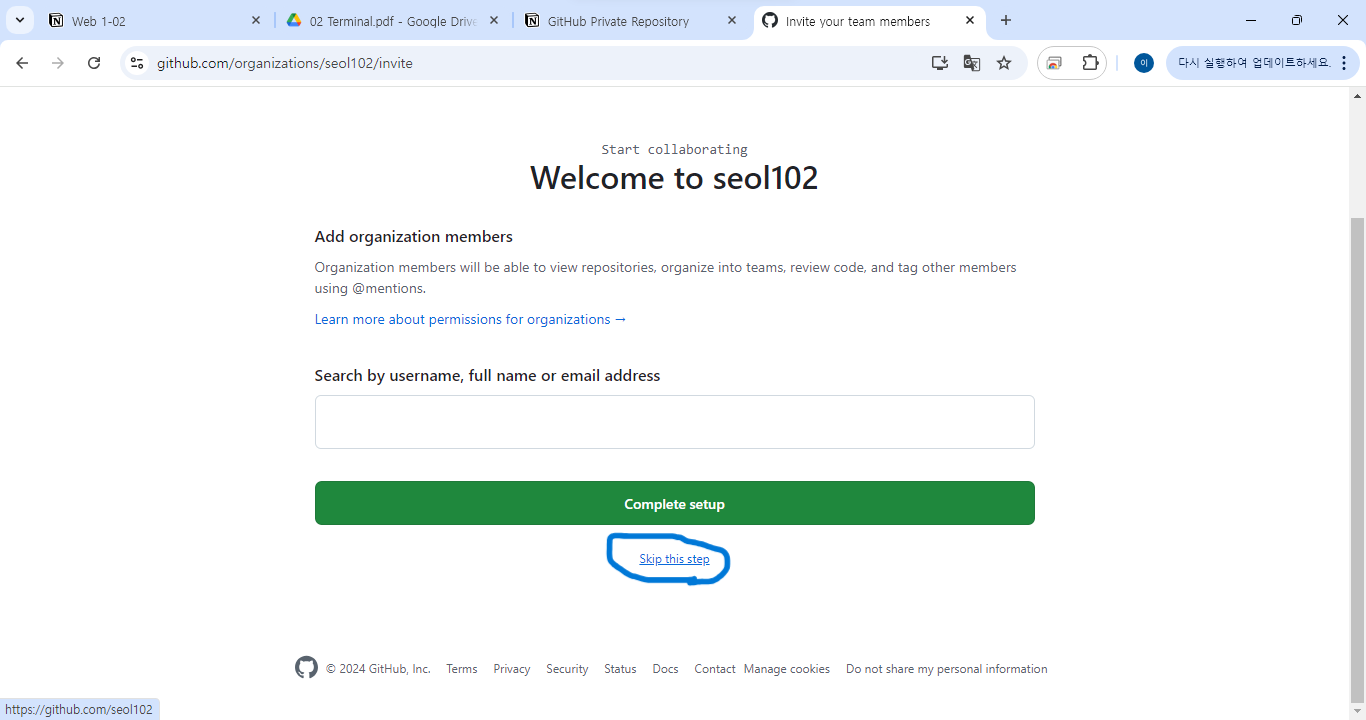 Web 1-02
02 Terminal.pdf - Google Drive
GitHub Private Repository
Invite your team members
github.com/organizations/seol102/invite
이
다시 실행하여 업데이트하세요.
Start collaborating
Welcome to seol102
Add organization members
Organization members will be able to view repositories, organize into teams, review code, and tag other members
using @mentions.
Learn more about permissions for organizations →
Search by username, full name or email address
Complete setup
Skip this step
© 2024 GitHub, Inc. Terms Privacy Security Status Docs Contact Manage cookies Do not share my personal information
https://github.com/seol102